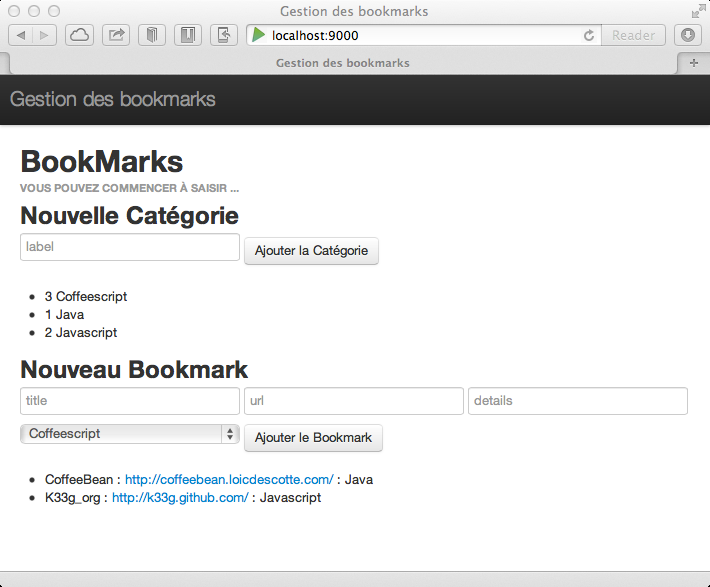 Gestion des bookmarks
localhost:9000
Reader
Gestion des bookmarks
Gestion des bookmarks
BookMarks
VOUS POUVEZ COMMENCER À SAISIR ...
Nouvelle Catégorie
label Ajouter la Catégorie
3 Coffeescript
1 Java
2 Javascript
Nouveau Bookmark
title url details
Coffeescript Ajouter le Bookmark
CoffeeBean : http://coffeebean.loicdescotte.com/ : Java
K33g_org : http://k33g.github.com/ : Javascript